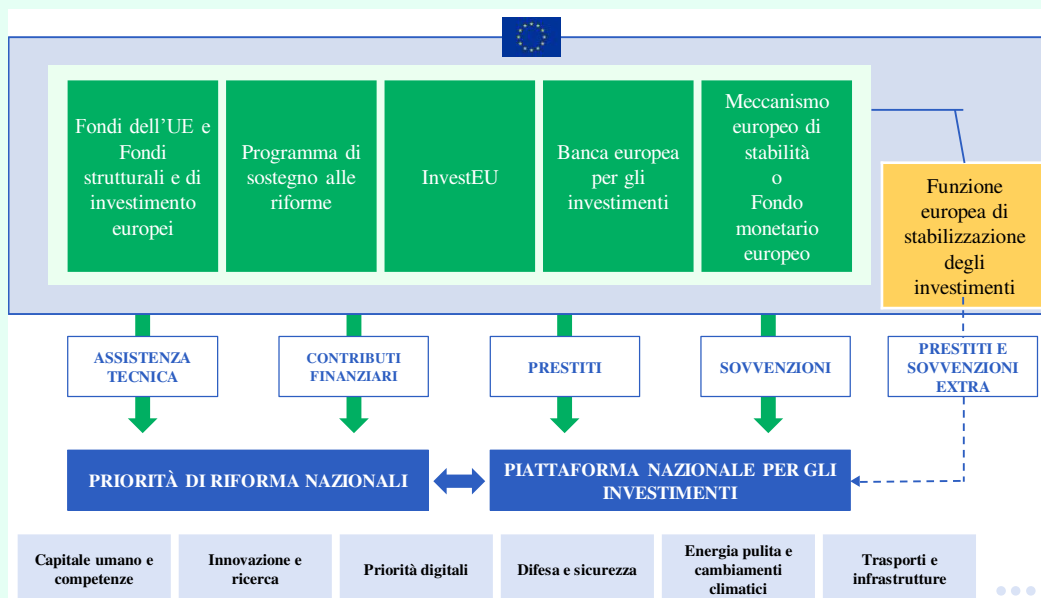 Fondi dell'UE e
Fondi
strutturali e di
investimento
europei
Programma di
sostegno alle
riforme
InvestEU
Banca europea
per gli
investimenti
Meccanismo
europeo di
stabilità
o
Fondo
monetario
europeo
Funzione
europea di
stabilizzazione
degli
investimenti
ASSISTENZA
TECNICA
CONTRIBUTI
FINANZIARI
PRESTITI
SOVVENZIONI
PRESTITI E
SOVVENZIONI
EXTRA
PRIORITÀ DI RIFORMA NAZIONALI
PIATTAFORMA NAZIONALE PER GLI
INVESTIMENTI
Capitale umano e
competenze
Innovazione e
ricerca
Priorità digitali
Difesa e sicurezza
Energia pulita e
cambiamenti
climatici
Trasporti e
infrastrutture